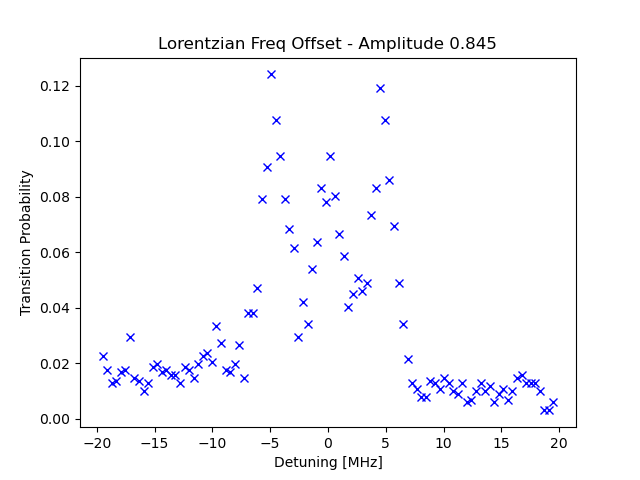 Lorentzian Freq Offset - Amplitude 0.845
Transition Probability
0.12
0.10
0.08
0.06
0.04
0.02
0.00
−20 −15 −10 −5 0 5 10 15 20
Detuning [MHz]